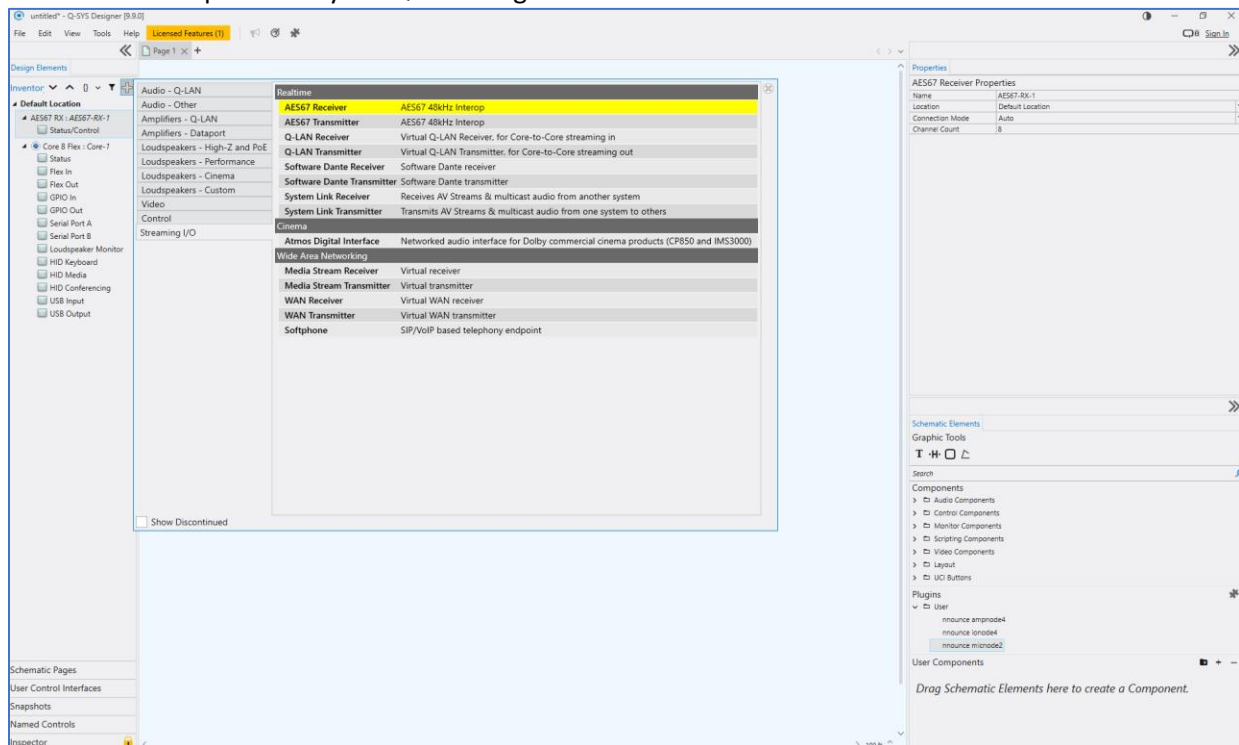 untitled* - Q-SYS Designer [9.9.0]
File Edit View Tools Help Licensed Features (1)
8 Sign In
Page 1
Design Elements
Inventor
Default Location
AES67 RX : AES67-RX-1
Status/Control
Core 8 Flex : Core-1
Status
Flex In
Flex Out
GPIO In
GPIO Out
Serial Port A
Serial Port B
Loudspeaker Monitor
HID Keyboard
HID Media
HID Conferencing
USB Input
USB Output
Schematic Pages
User Control Interfaces
Snapshots
Named Controls
Inspector
Audio - Q-LAN
Audio - Other
Amplifiers - Q-LAN
Amplifiers - Dataport
Loudspeakers - High-Z and PoE
Loudspeakers - Performance
Loudspeakers - Cinema
Loudspeakers - Custom
Video
Control
Streaming I/O
Show Discontinued
Realtime
AES67 Receiver AES67 48kHz Interop
AES67 Transmitter AES67 48kHz Interop
Q-LAN Receiver Virtual Q-LAN Receiver, for Core-to-Core streaming in
Q-LAN Transmitter Virtual Q-LAN Transmitter, for Core-to-Core streaming out
Software Dante Receiver Software Dante receiver
Software Dante Transmitter Software Dante transmitter
System Link Receiver Receives AV Streams & multicast audio from another system
System Link Transmitter Transmits AV Streams & multicast audio from one system to others
Cinema
Atmos Digital Interface Networked audio interface for Dolby commercial cinema products (CP850 and IMS3000)
Wide Area Networking
Media Stream Receiver Virtual receiver
Media Stream Transmitter Virtual transmitter
WAN Receiver Virtual WAN receiver
WAN Transmitter Virtual WAN transmitter
Softphone SIP/VoIP based telephony endpoint
Properties
AES67 Receiver Properties
Name AES67-RX-1
Location Default Location
Connection Mode Auto
Channel Count 8
Schematic Elements
Graphic Tools
T H
Search
Components
Audio Components
Control Components
Monitor Components
Scripting Components
Video Components
Layout
UCI Buttons
Plugins
User
nnounce ampnode4
nnounce ionode4
nnounce micnode2
User Components
Drag Schematic Elements here to create a Component.